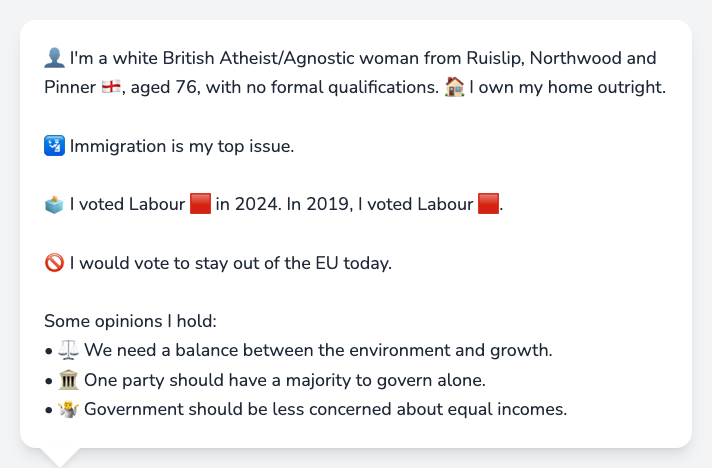 👤 I'm a white British Atheist/Agnostic woman from Ruislip, Northwood and
Pinner 🏴󠁧󠁢󠁥󠁮󠁧󠁿, aged 76, with no formal qualifications. 🏠 I own my home outright.
🛂 Immigration is my top issue.
🗳️ I voted Labour 🟥 in 2024. In 2019, I voted Labour 🟥.
🚫 I would vote to stay out of the EU today.
Some opinions I hold:
• ⚖️ We need a balance between the environment and growth.
• 🏛️ One party should have a majority to govern alone.
• 🤷 Government should be less concerned about equal incomes.